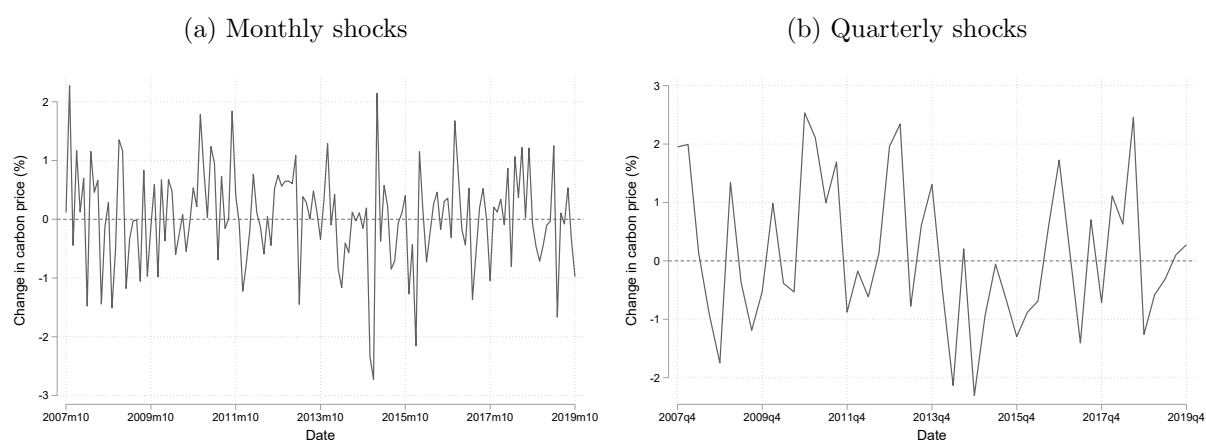 (a) Monthly shocks
Change in carbon price (%)
2
1
0
-1
-2
-3
2007m10 2009m10 2011m10 2013m10 2015m10 2017m10 2019m10
Date
(b) Quarterly shocks
Change in carbon price (%)
3
2
1
0
-1
-2
2007q4 2009q4 2011q4 2013q4 2015q4 2017q4 2019q4
Date